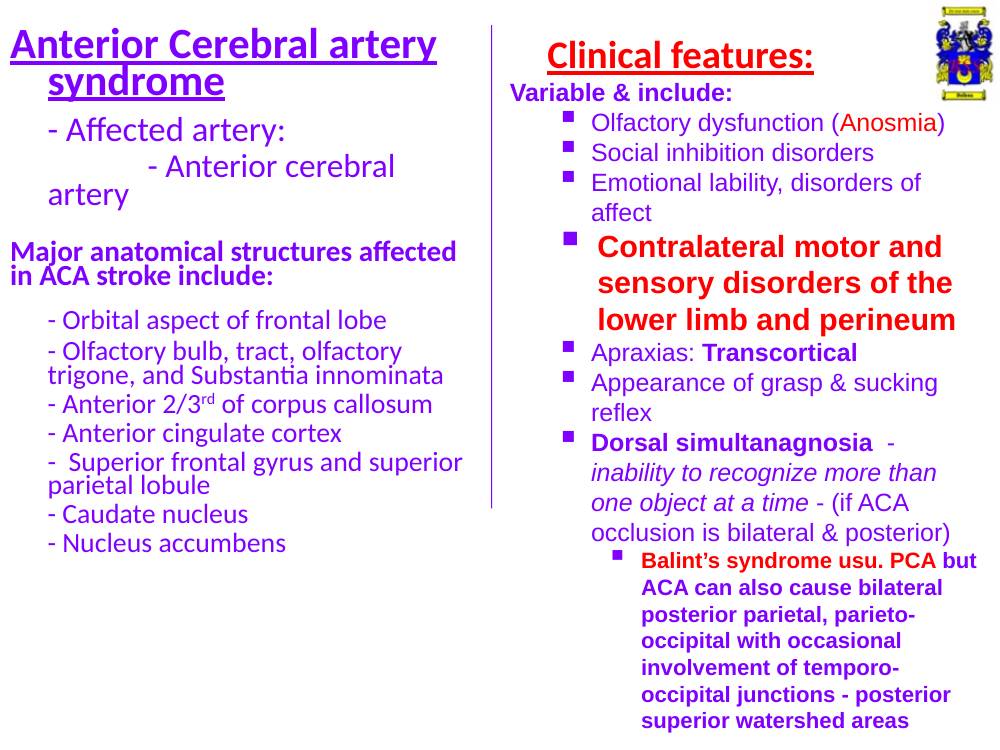 Anterior Cerebral artery
syndrome
- Affected artery:
- Anterior cerebral
artery
Major anatomical structures affected
in ACA stroke include:
- Orbital aspect of frontal lobe
- Olfactory bulb, tract, olfactory
trigone, and Substantia innominata
- Anterior 2/3rd of corpus callosum
- Anterior cingulate cortex
- Superior frontal gyrus and superior
parietal lobule
- Caudate nucleus
- Nucleus accumbens
Clinical features:
Variable & include:
▪ Olfactory dysfunction (Anosmia)
▪ Social inhibition disorders
▪ Emotional lability, disorders of
affect
▪ Contralateral motor and
sensory disorders of the
lower limb and perineum
▪ Apraxias: Transcortical
▪ Appearance of grasp & sucking
reflex
▪ Dorsal simultanagnosia -
inability to recognize more than
one object at a time - (if ACA
occlusion is bilateral & posterior)
▪ Balint’s syndrome usu. PCA but
ACA can also cause bilateral
posterior parietal, parieto-
occipital with occasional
involvement of temporo-
occipital junctions - posterior
superior watershed areas